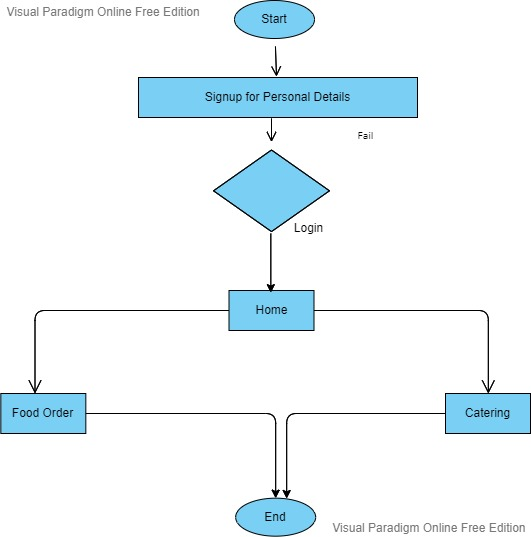 Visual Paradigm Online Free Edition
Start
Signup for Personal Details
Fail
Login
Home
Food Order
Catering
End
Visual Paradigm Online Free Edition